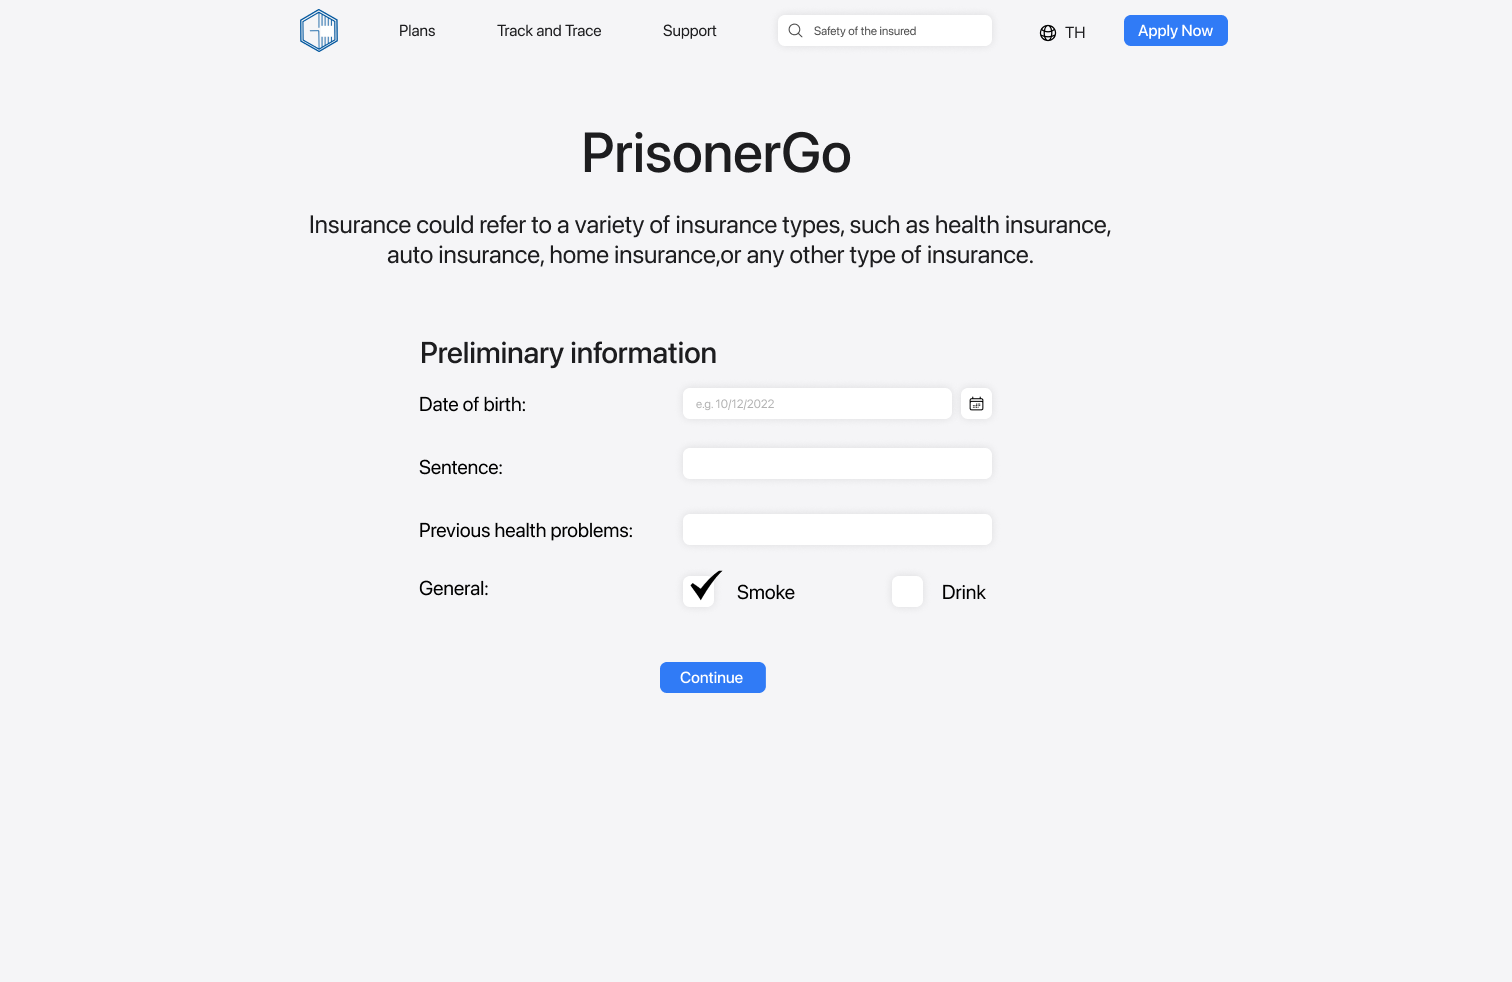 Plans
Track and Trace
Support
Safety of the insured
TH
Apply Now
PrisonerGo
Insurance could refer to a variety of insurance types, such as health insurance,
auto insurance, home insurance,or any other type of insurance.
Preliminary information
Date of birth:
e.g. 10/12/2022
Sentence:
Previous health problems:
General:
Smoke
Drink
Continue